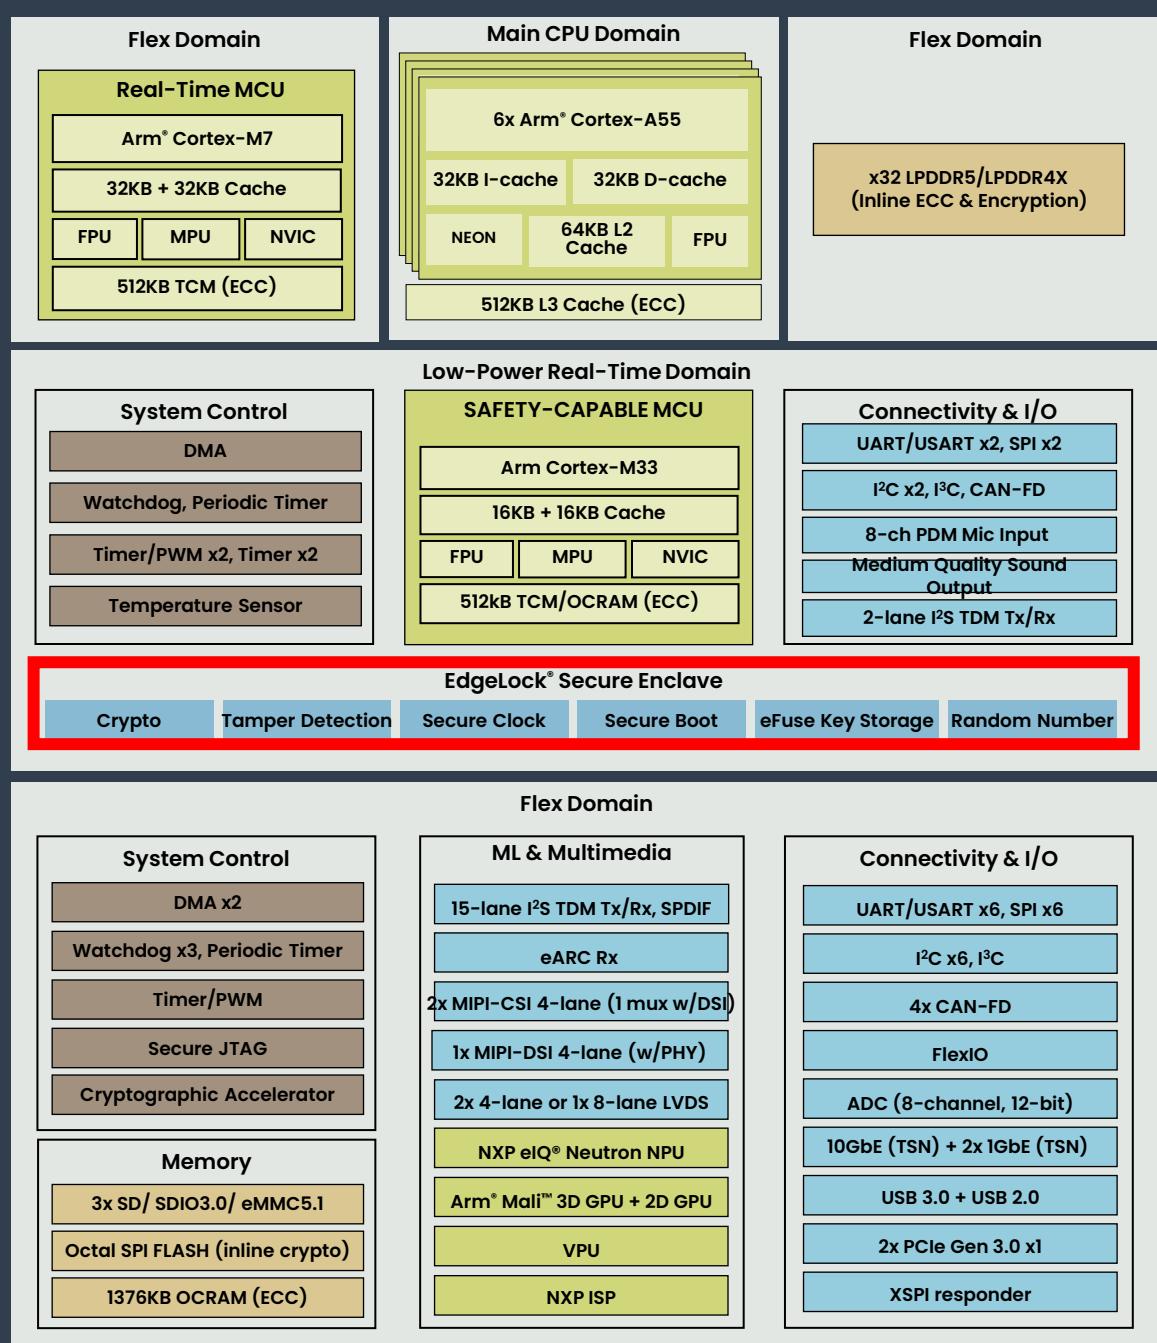 Flex Domain
Real-Time MCU
Arm® Cortex-M7
32KB + 32KB Cache
FPU
MPU
NVIC
512KB TCM (ECC)
Main CPU Domain
6x Arm® Cortex-A55
32KB I-cache
32KB D-cache
NEON
64KB L2
Cache
FPU
512KB L3 Cache (ECC)
Flex Domain
x32 LPDDR5/LPDDR4X
(Inline ECC & Encryption)
Low-Power Real-Time Domain
System Control
DMA
Watchdog, Periodic Timer
Timer/PWM x2, Timer x2
Temperature Sensor
SAFETY-CAPABLE MCU
Arm Cortex-M33
16KB + 16KB Cache
FPU
MPU
NVIC
512kB TCM/OCRAM (ECC)
Connectivity & I/O
UART/USART x2, SPI x2
I²C x2, I³C, CAN-FD
8-ch PDM Mic Input
Medium Quality Sound
Output
2-lane I²S TDM Tx/Rx
EdgeLock® Secure Enclave
Crypto
Tamper Detection
Secure Clock
Secure Boot
eFuse Key Storage
Random Number
Flex Domain
System Control
DMA x2
Watchdog x3, Periodic Timer
Timer/PWM
Secure JTAG
Cryptographic Accelerator
Memory
3x SD/ SDIO3.0/ eMMC5.1
Octal SPI FLASH (inline crypto)
1376KB OCRAM (ECC)
ML & Multimedia
15-lane I²S TDM Tx/Rx, SPDIF
eARC Rx
2x MIPI-CSI 4-lane (1 mux w/DSI)
1x MIPI-DSI 4-lane (w/PHY)
2x 4-lane or 1x 8-lane LVDS
NXP eIQ® Neutron NPU
Arm® Mali™ 3D GPU + 2D GPU
VPU
NXP ISP
Connectivity & I/O
UART/USART x6, SPI x6
I²C x6, I³C
4x CAN-FD
FlexIO
ADC (8-channel, 12-bit)
10GbE (TSN) + 2x 1GbE (TSN)
USB 3.0 + USB 2.0
2x PCIe Gen 3.0 x1
XSPI responder